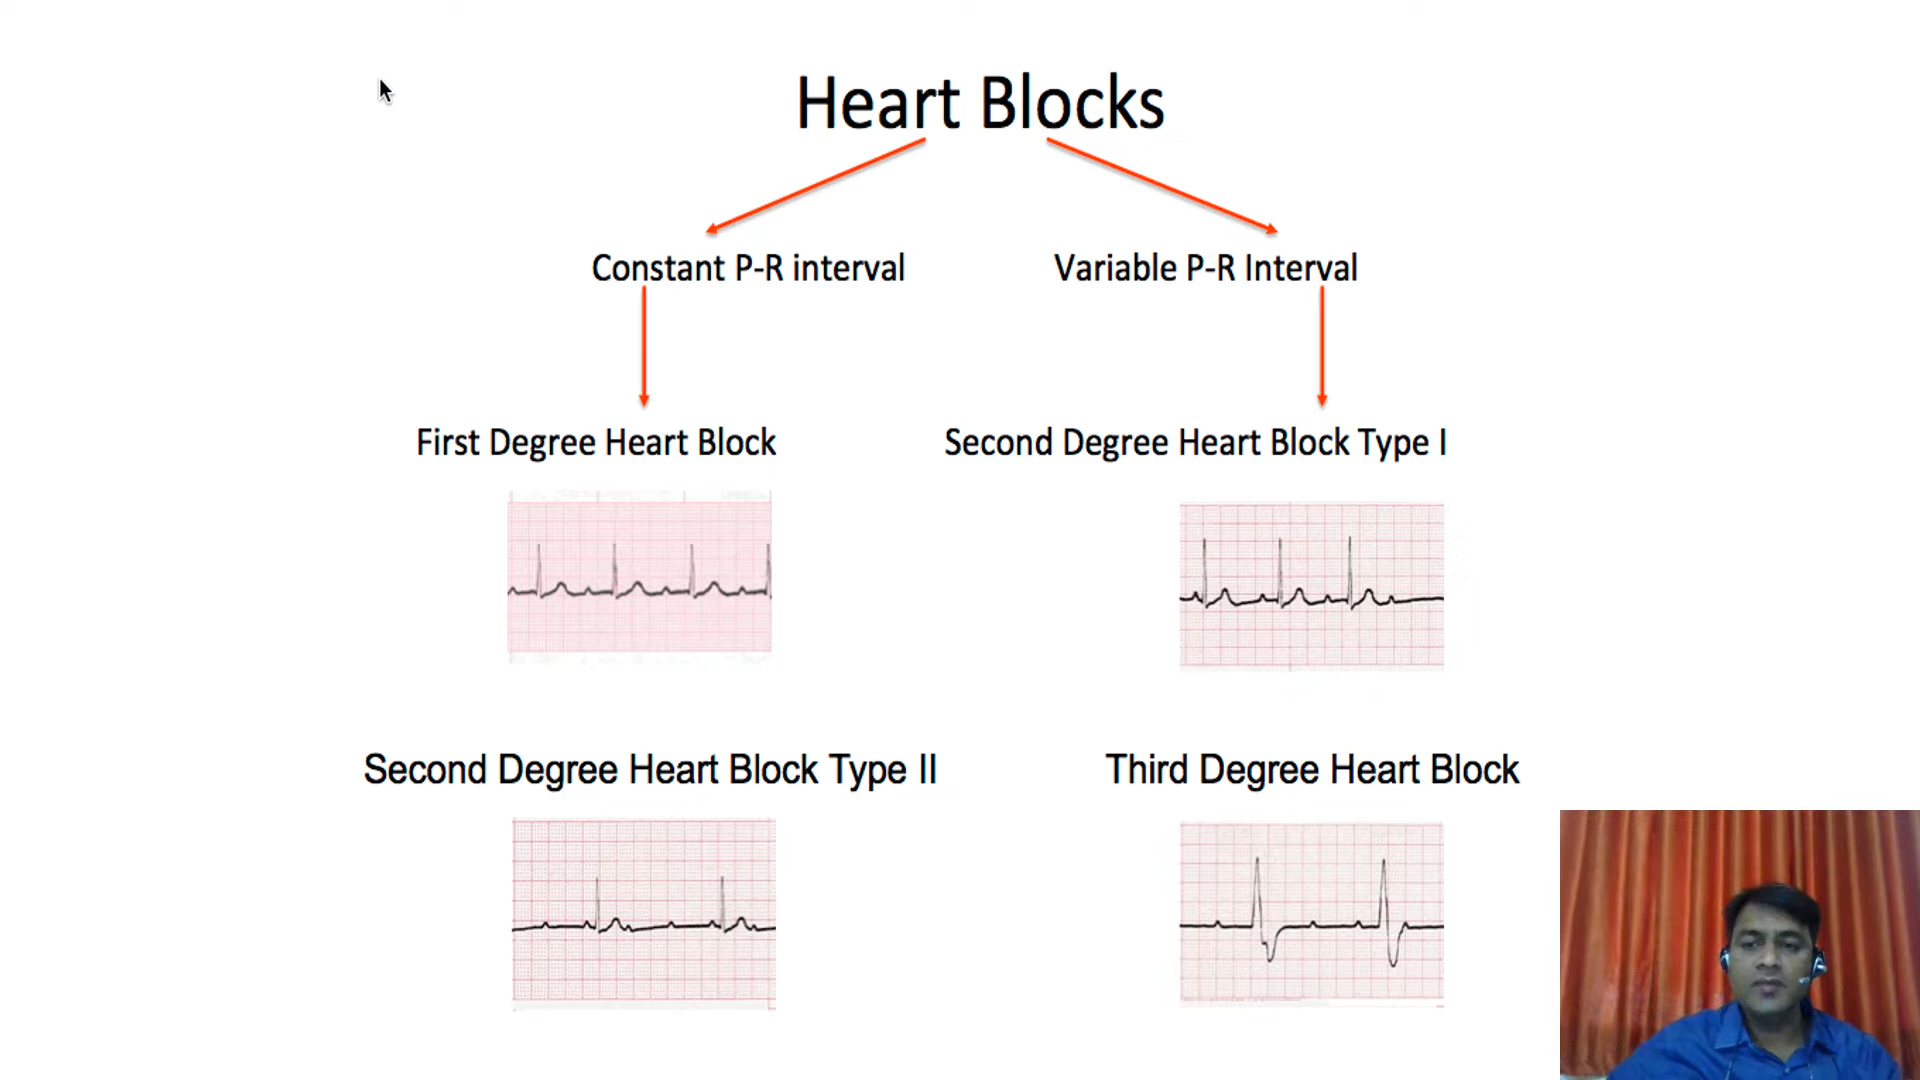 Heart Blocks
Constant P-R interval
Variable P-R Interval
First Degree Heart Block
Second Degree Heart Block Type I
Second Degree Heart Block Type II
Third Degree Heart Block